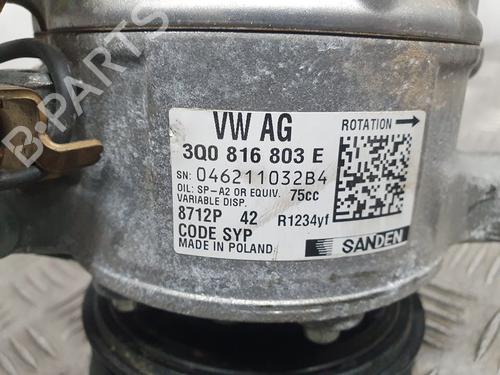 B-PARTS
VW AG
ROTATION
3Q0 816 803 E
SN: 046211032B4
OIL: SP-A2 OR EQUIV. 75cc
VARIABLE DISP.
8712P 42 R1234yf
CODE SYP
MADE IN POLAND
SANDEN